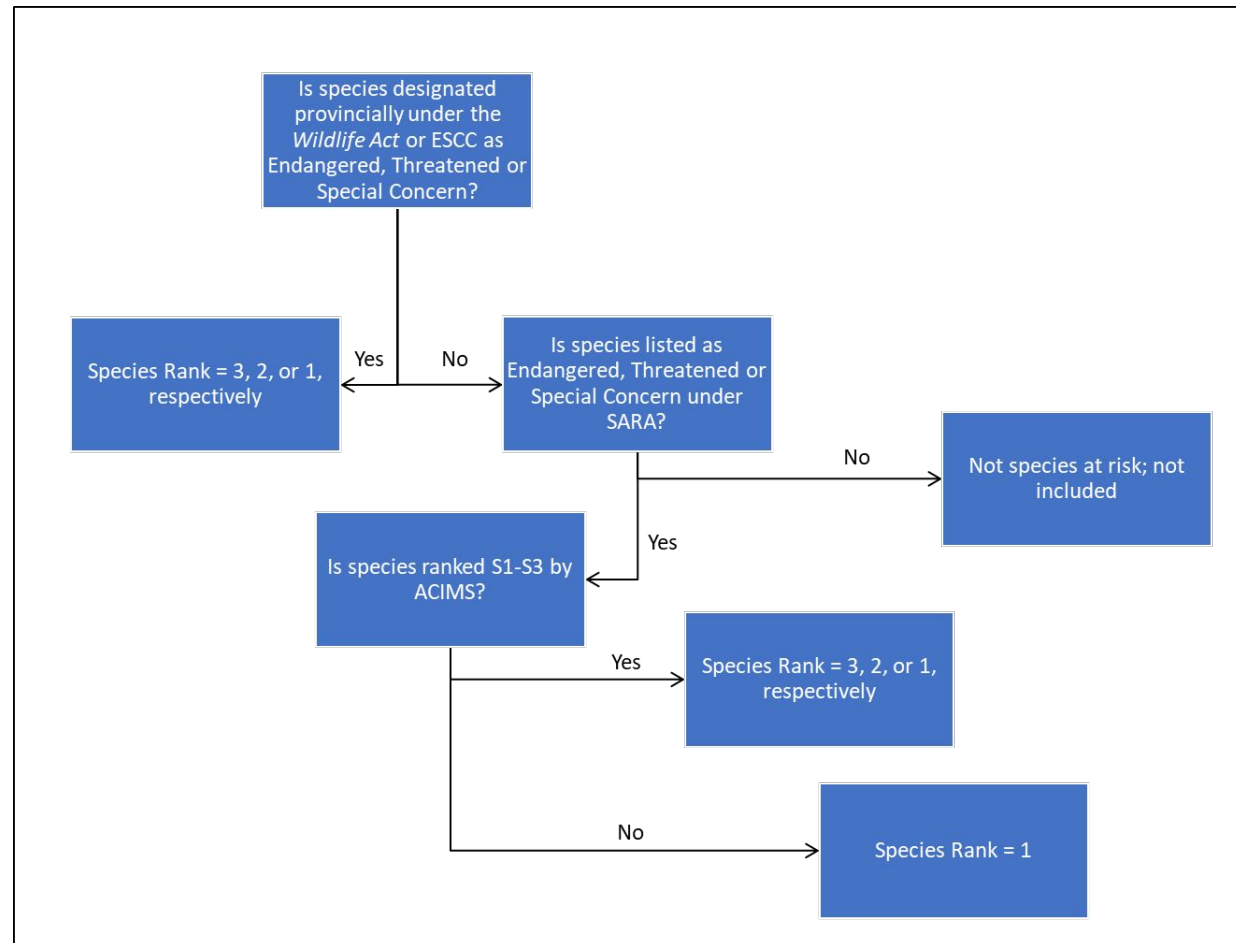 Is species designated
provincially under the
Wildlife Act or ESCC as
Endangered, Threatened or
Special Concern?
Yes
No
Species Rank = 3, 2, or 1,
respectively
Is species listed as
Endangered, Threatened or
Special Concern under
SARA?
No
Not species at risk; not
included
Yes
Is species ranked S1-S3 by
ACIMS?
Yes
Species Rank = 3, 2, or 1,
respectively
No
Species Rank = 1